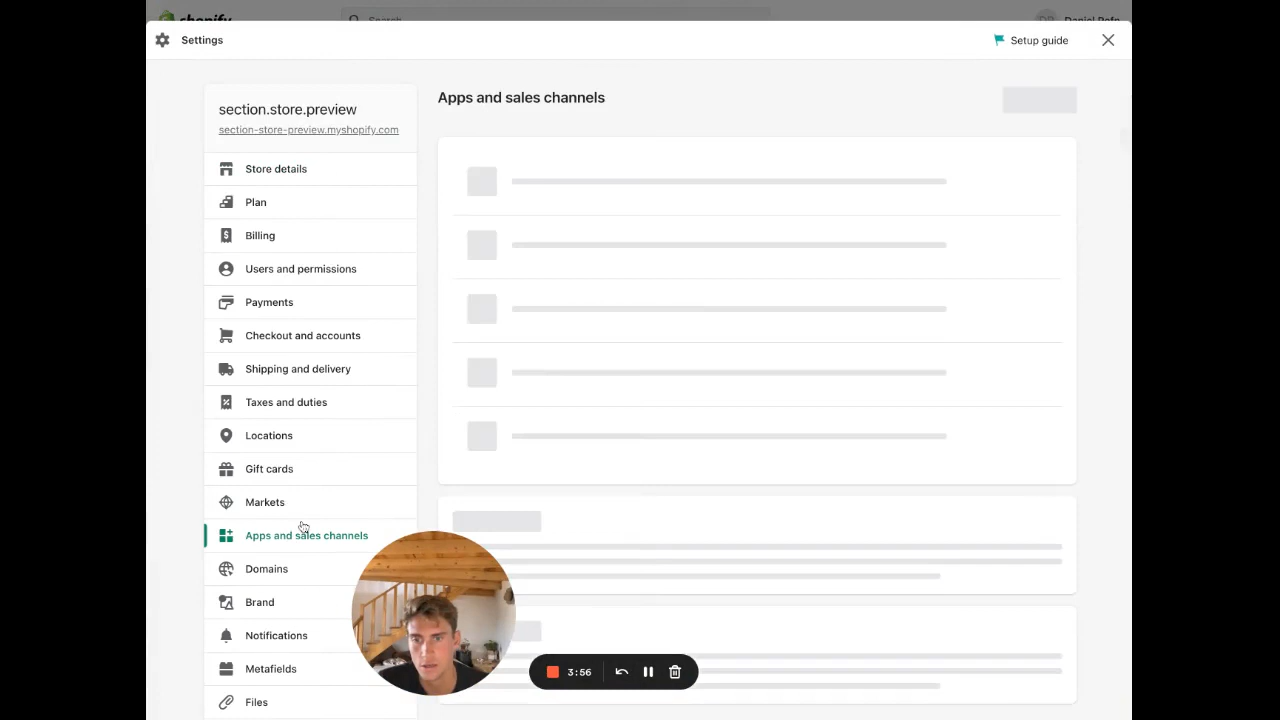 shopify
Search
Settings
Setup guide
section.store.preview
section-store-preview.myshopify.com
Apps and sales channels
Store details
Plan
Billing
Users and permissions
Payments
Checkout and accounts
Shipping and delivery
Taxes and duties
Locations
Gift cards
Markets
Apps and sales channels
Domains
Brand
Notifications
3:56
Metafields
Files